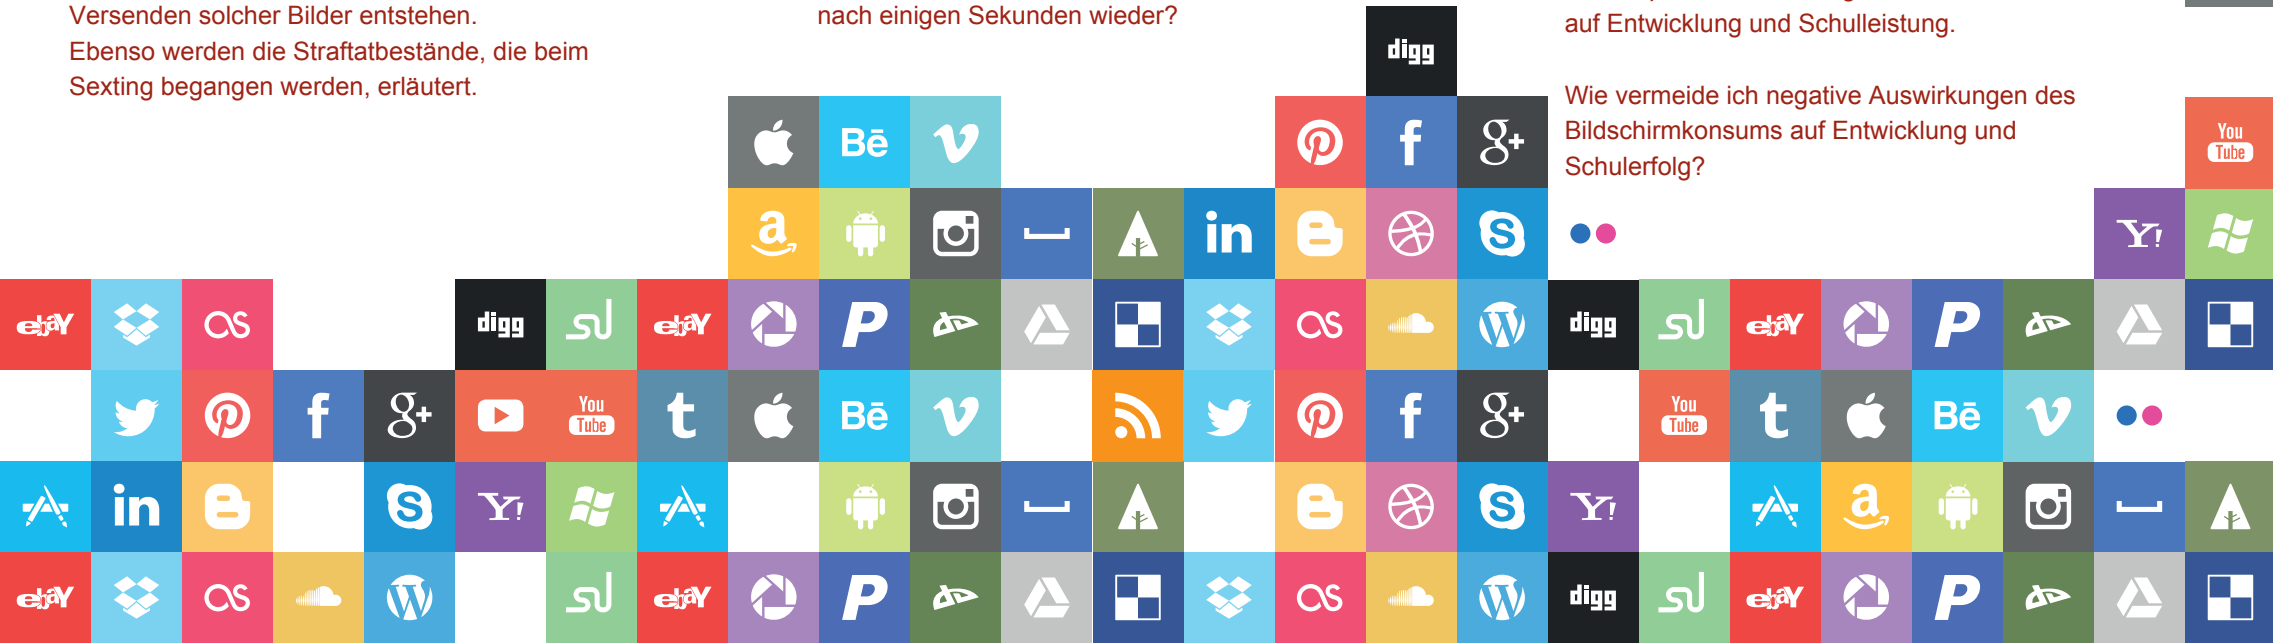 Versenden solcher Bilder entstehen.
Ebenso werden die Straftatbestände, die beim
Sexting begangen werden, erläutert.
nach einigen Sekunden wieder?
auf Entwicklung und Schulleistung.
Wie vermeide ich negative Auswirkungen des
Bildschirmkonsums auf Entwicklung und
Schulerfolg?
digg
Bē
f
g+
You
Tube
a
in
S
Y!
ebaY
digg
ebaY
P
digg
ebaY
P
f
g+
You
Tube
t
Bē
f
g+
You
Tube
t
Bē
in
S
Y!
S
Y!
a
ebaY
ebaY
P
digg
ebaY
P